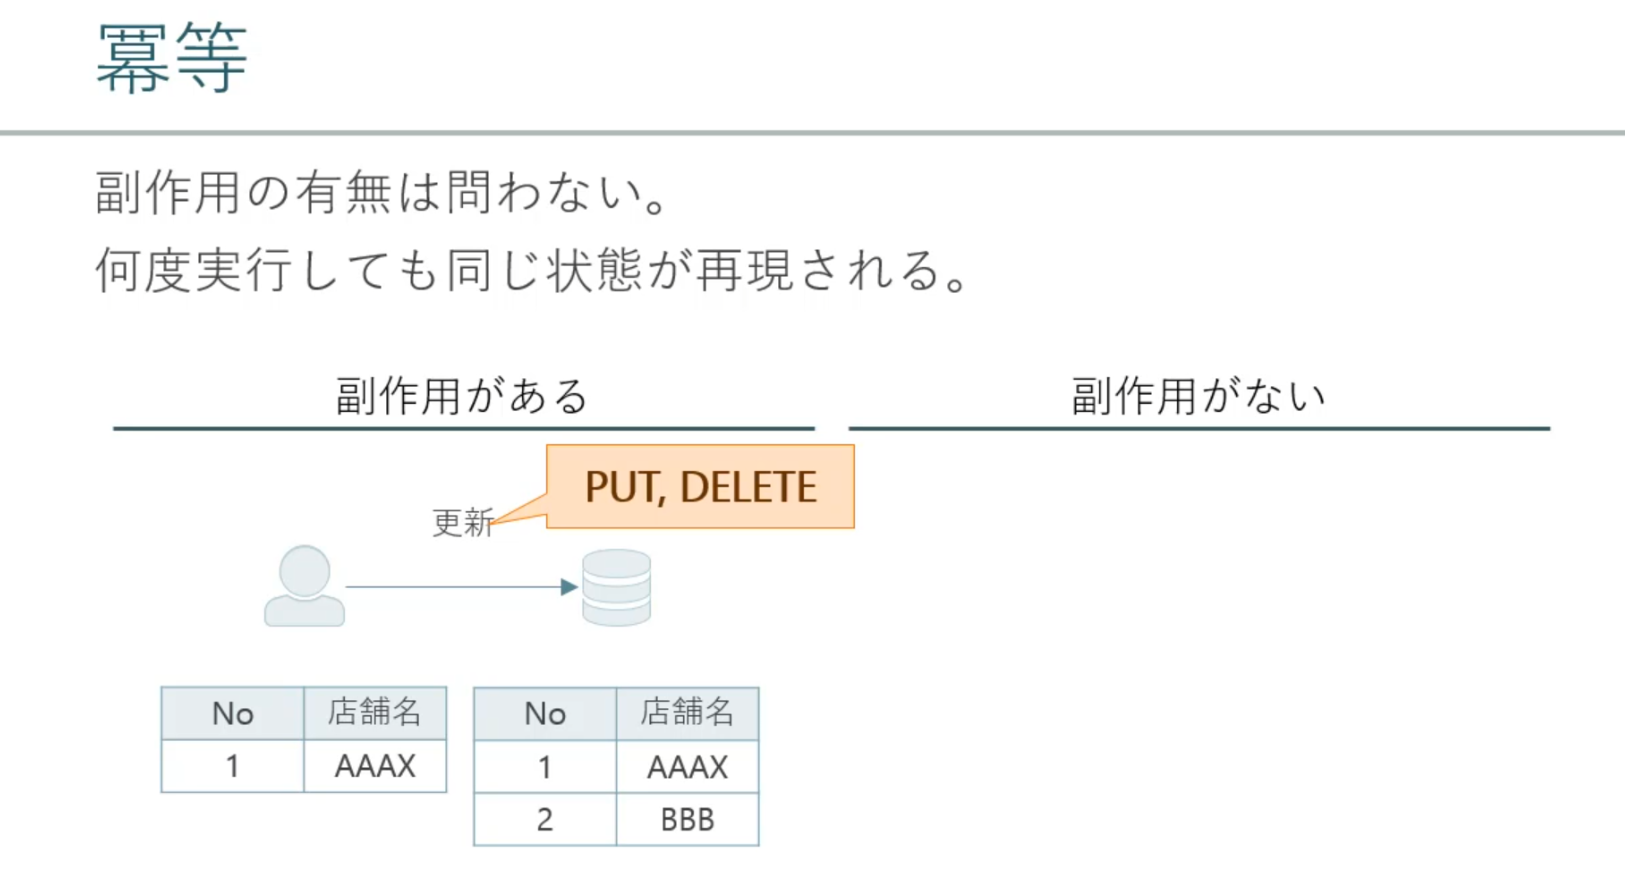 冪等
副作用の有無は問わない。
何度実行しても同じ状態が再現される。
副作用がある
副作用がない
PUT, DELETE
更新
No 店舗名
1 AAAX
No 店舗名
1 AAAX
2 BBB